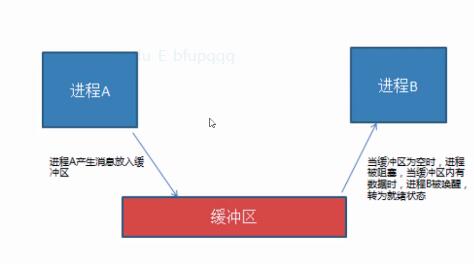 进程A
进程B
进程A产生消息放入缓
冲区
当缓冲区为空时，进程
被阻塞，当缓冲区内有
数据时，进程B被唤醒，
转为就绪状态
缓冲区